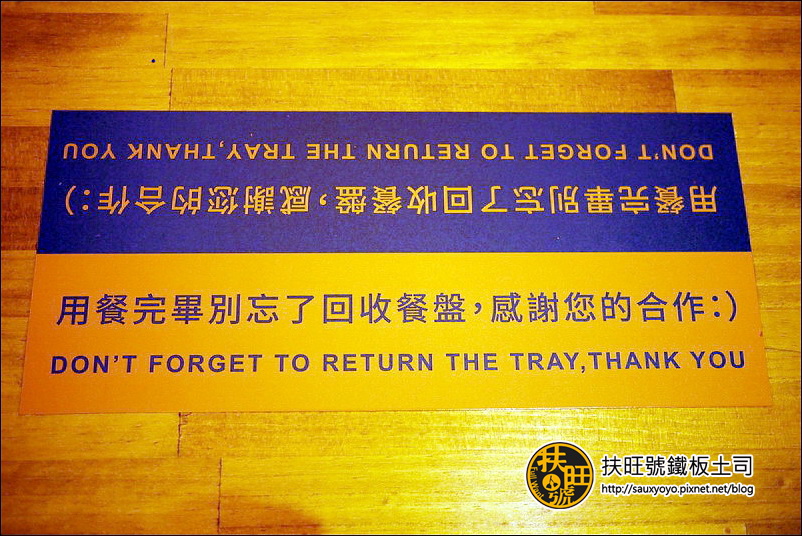 DON'T FORGET TO RETURN THE TRAY,THANK YOU
用餐完畢別忘了回收餐盤,感謝您的合作:)
用餐完畢別忘了回收餐盤,感謝您的合作:)
DON'T FORGET TO RETURN THE TRAY,THANK YOU
扶旺號
扶旺號鐵板土司
http://sauxyoyo.pixnet.net/blog